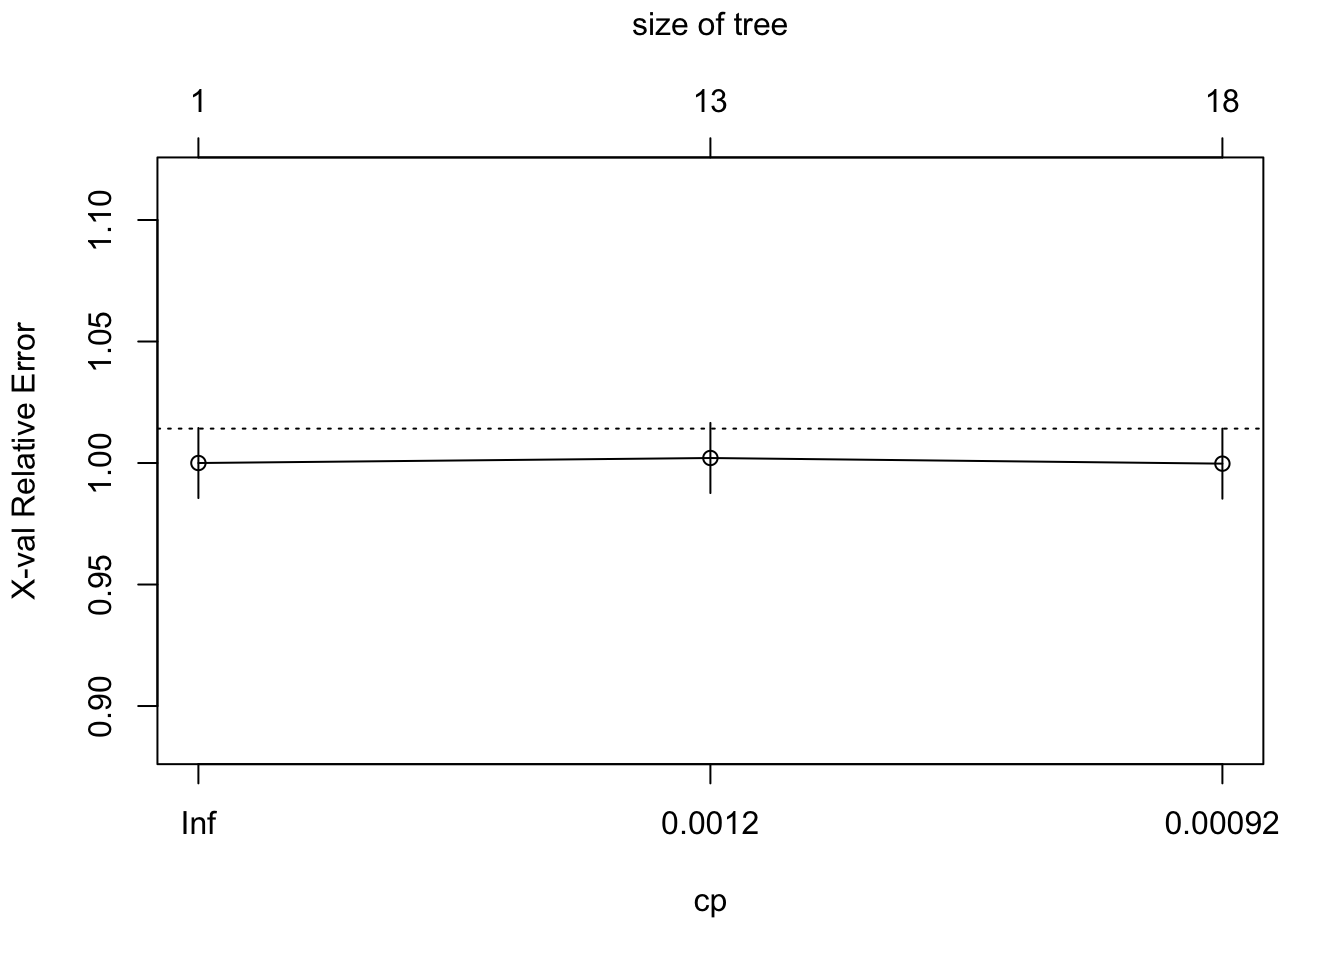 size of tree
1 13 18
1.10
1.05
1.00
0.95
0.90
X-val Relative Error
Inf 0.0012 0.00092
cp